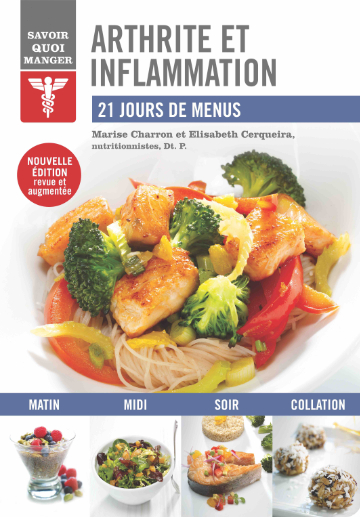 SAVOIR
QUOI
MANGER
ARTHRITE ET
INFLAMMATION
21 JOURS DE MENUS
Marise Charron et Elisabeth Cerqueira,
nutritionnistes, Dt. P.
NOUVELLE
ÉDITION
revue et
augmentée
MATIN
MIDI
SOIR
COLLATION